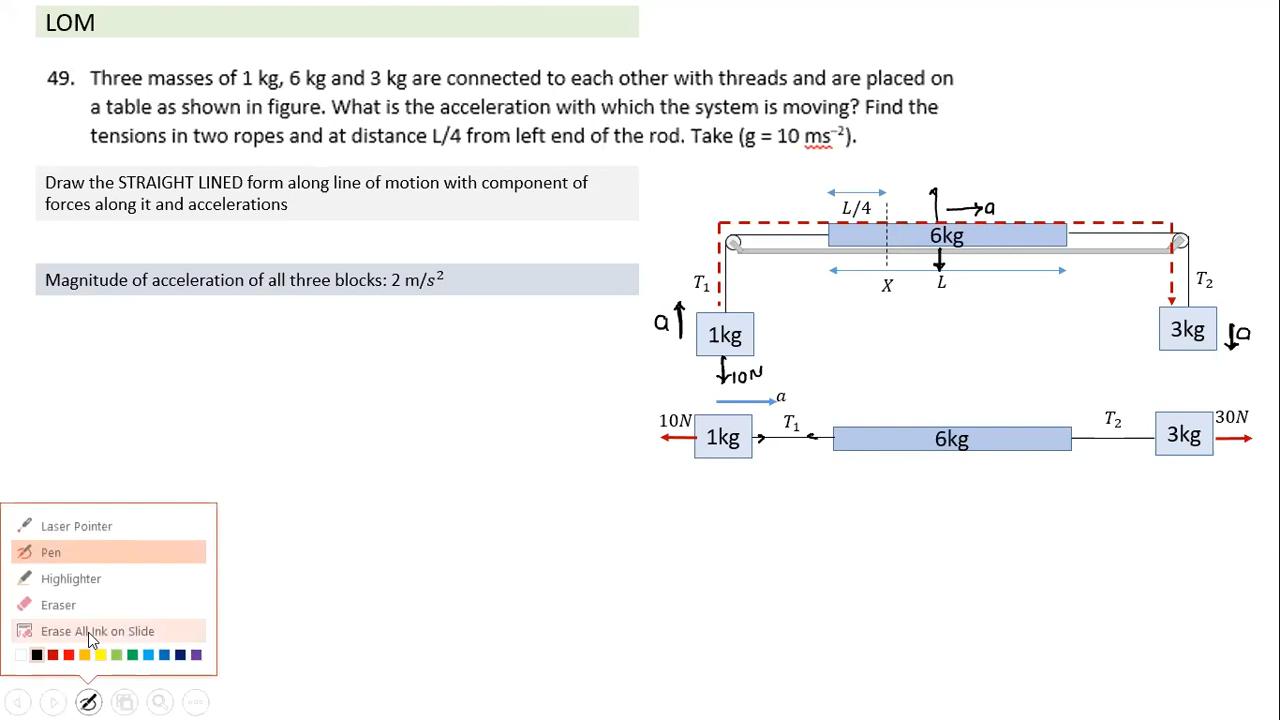 LOM
49. Three masses of 1 kg, 6 kg and 3 kg are connected to each other with threads and are placed on
a table as shown in figure. What is the acceleration with which the system is moving? Find the
tensions in two ropes and at distance L/4 from left end of the rod. Take (g = 10 ms⁻²).
Draw the STRAIGHT LINED form along line of motion with component of
forces along it and accelerations
Magnitude of acceleration of all three blocks: 2 m/s²
L/4
a
6kg
T₁
X
L
T₂
a
1kg
3kg
a
10N
a
10N
1kg
T₁
6kg
T₂
3kg
30N
Laser Pointer
Pen
Highlighter
Eraser
Erase All Ink on Slide